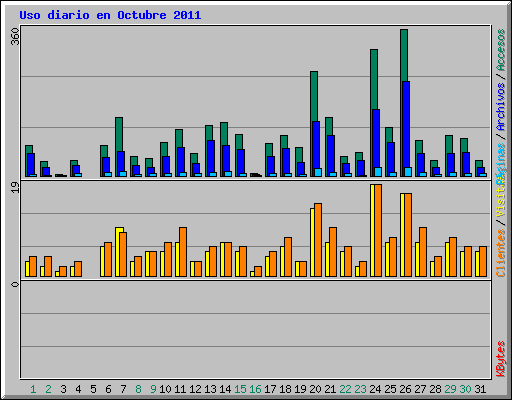 Uso diario en Octubre 2011
360
19
0
Accesos / Archivos / Páginas
Visitas / Clientes
KBytes
1 2 3 4 5 6 7 8 9 10 11 12 13 14 15 16 17 18 19 20 21 22 23 24 25 26 27 28 29 30 31